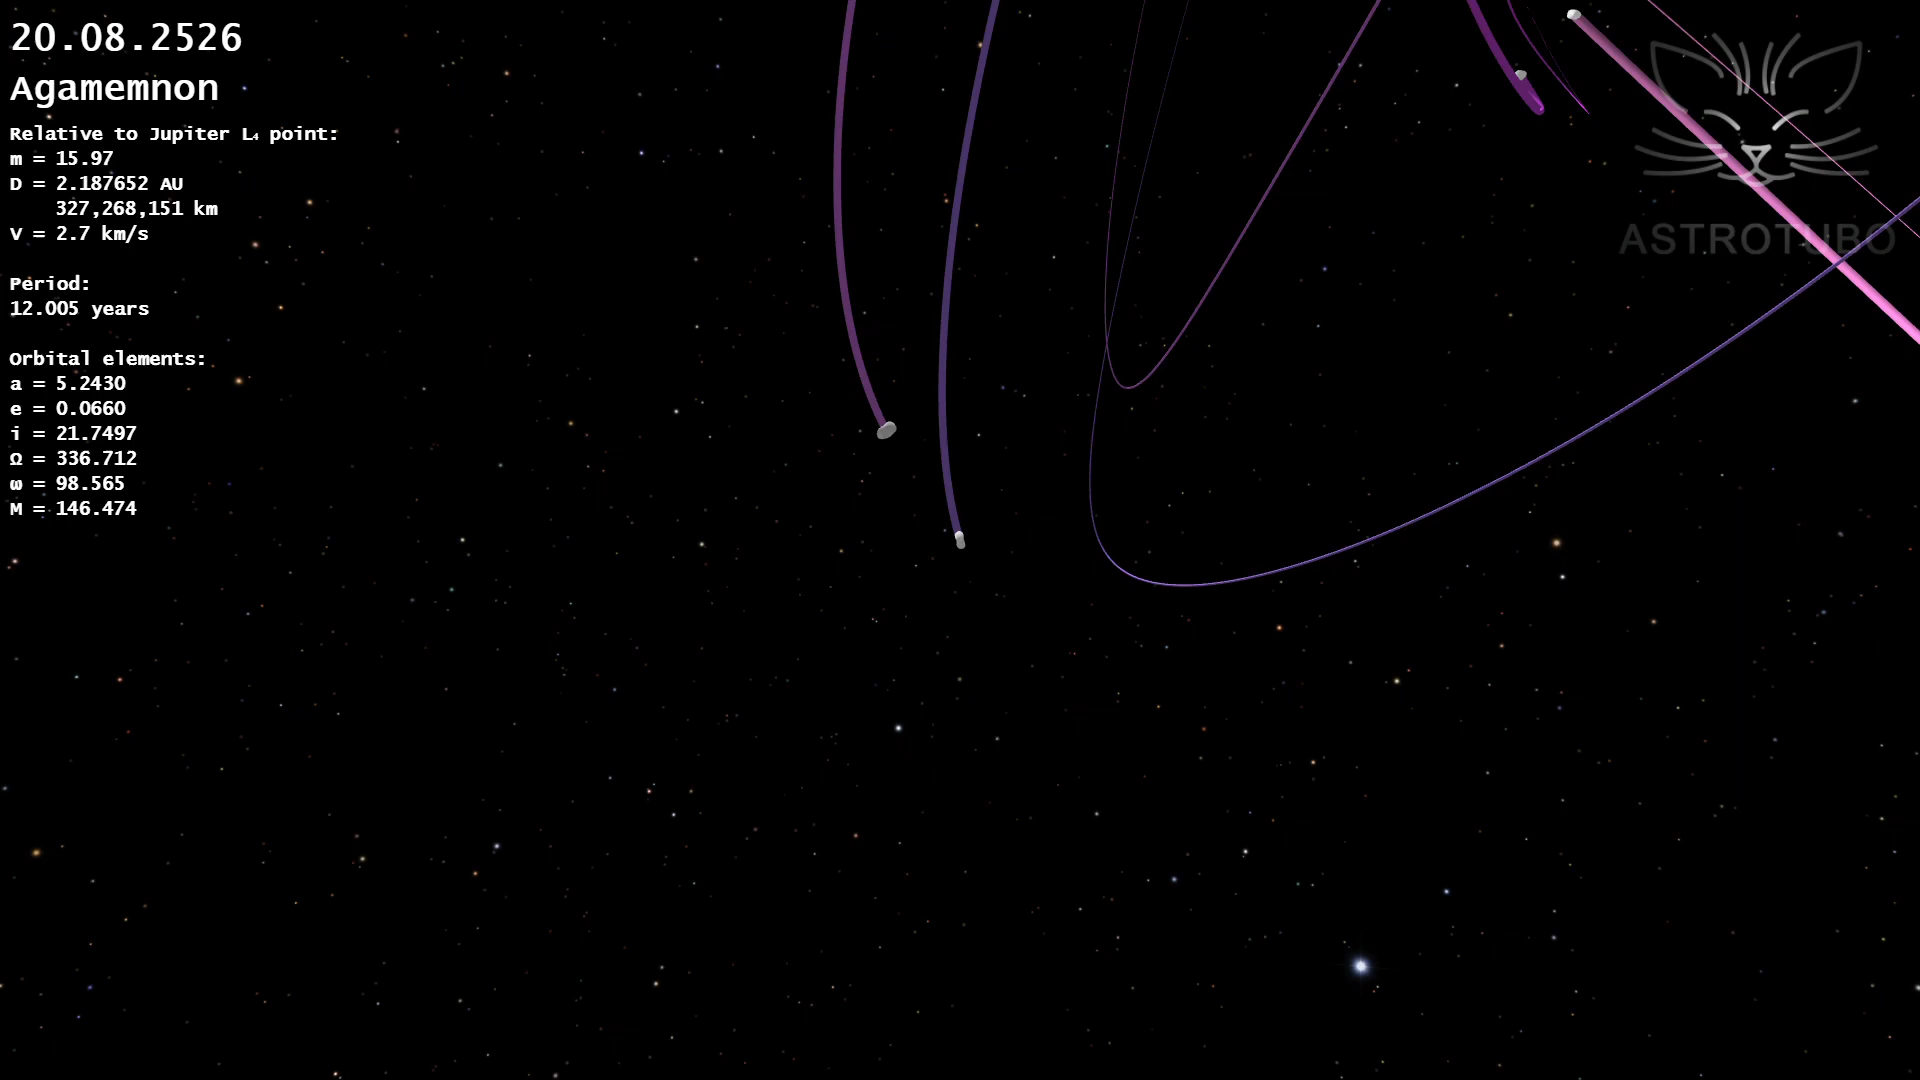 20.08.2526
Agamemnon
Relative to Jupiter L₄ point:
m = 15.97
D = 2.187652 AU
327,268,151 km
V = 2.7 km/s
Period:
12.005 years
Orbital elements:
a = 5.2430
e = 0.0660
i = 21.7497
Ω = 336.712
ω = 98.565
M = 146.474
ASTROTUBO